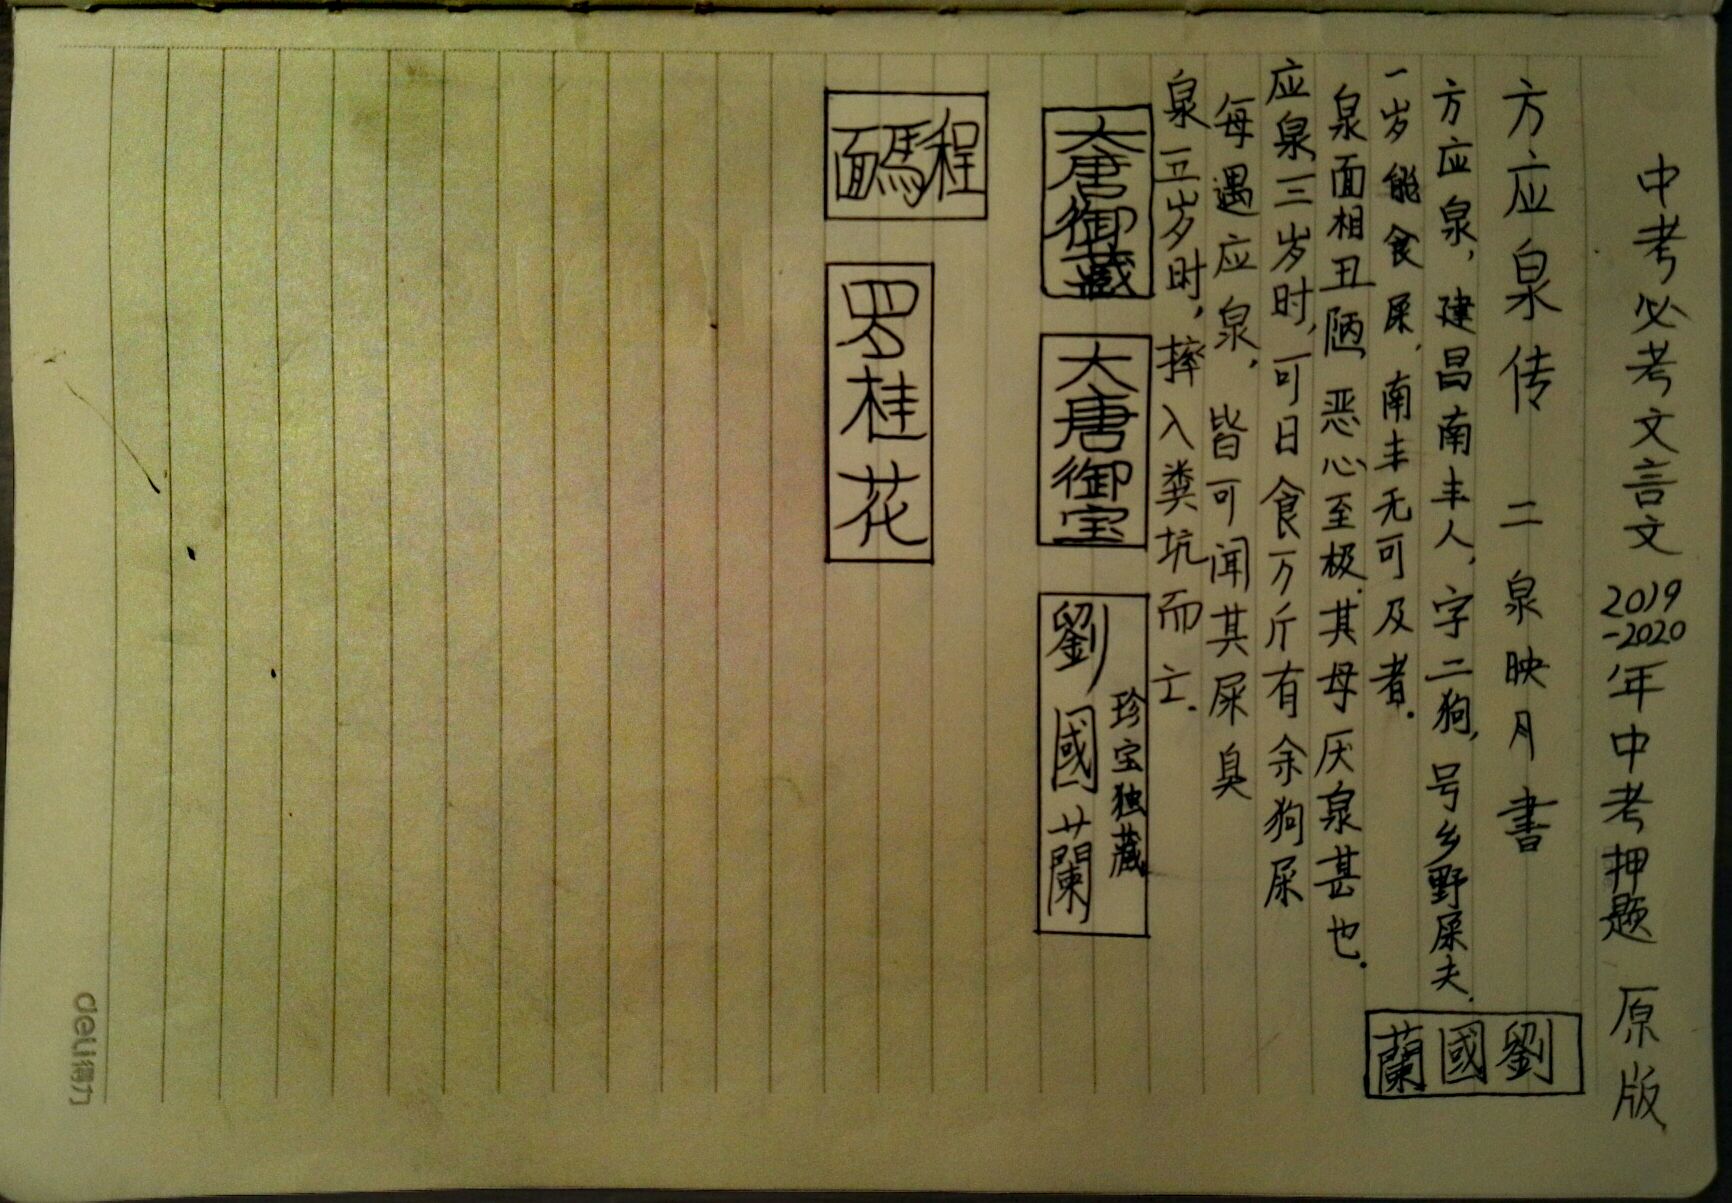 中考必考文言文 2019-2020年中考押题 原版
方应泉传 二泉映月書
劉國蘭
方应泉,建昌南丰人,字二狗,号乡野屎夫.
一岁能食屎,南丰无可及者.
泉面相丑陋,恶心至极.其母厌泉甚也.
应泉三岁时,可日食万斤有余狗屎
每遇应泉,皆可闻其屎臭
泉五岁时,摔入粪坑而亡.
大唐御藏
大唐御宝
珍宝独藏
劉國蘭
程馬面
罗桂花
deli得力